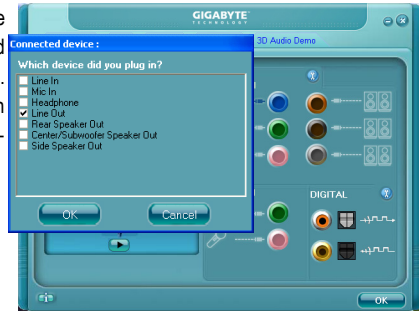 GIGABYTE
TECHNOLOGY
3D Audio Demo
Connected device :
Which device did you plug in?
Line In
Mic In
Headphone
Line Out
Rear Speaker Out
Center/Subwoofer Speaker Out
Side Speaker Out
OK
Cancel
DIGITAL
OK